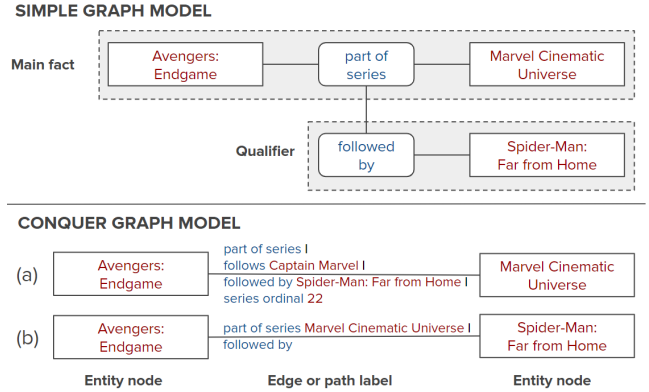 SIMPLE GRAPH MODEL
Main fact
Avengers:
Endgame
part of
series
Marvel Cinematic
Universe
Qualifier
followed
by
Spider-Man:
Far from Home
CONQUER GRAPH MODEL
(a)
Avengers:
Endgame
part of series |
follows Captain Marvel |
followed by Spider-Man: Far from Home |
series ordinal 22
Marvel Cinematic
Universe
(b)
Avengers:
Endgame
part of series Marvel Cinematic Universe |
followed by
Spider-Man:
Far from Home
Entity node
Edge or path label
Entity node